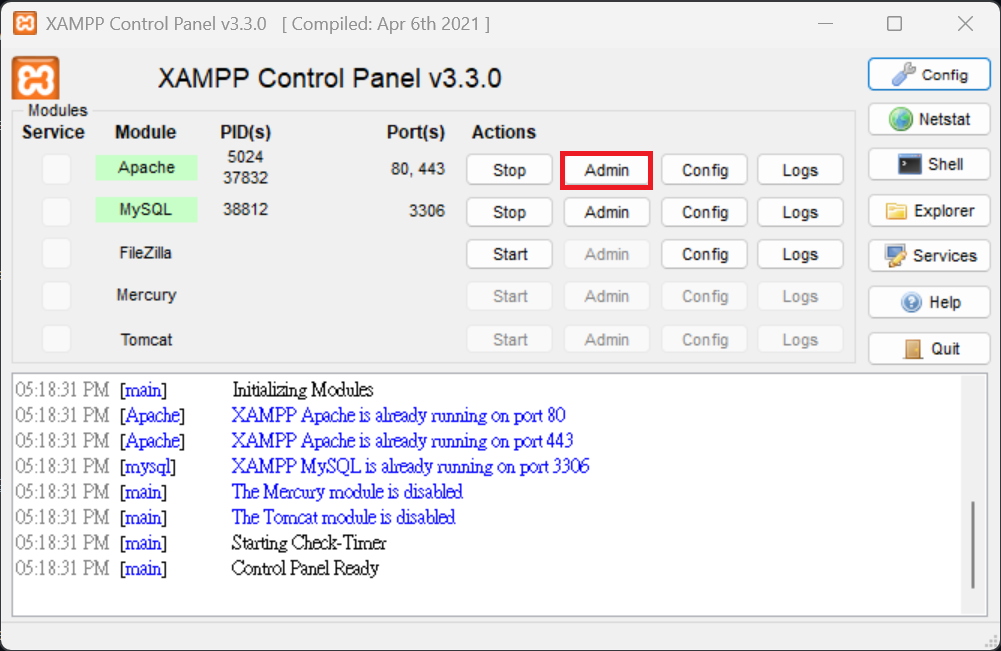 XAMPP Control Panel v3.3.0 [ Compiled: Apr 6th 2021 ]
XAMPP Control Panel v3.3.0
Config
Modules
Service Module PID(s) Port(s) Actions
Netstat
Apache 5024 37832 80, 443 Stop Admin Config Logs
Shell
MySQL 38812 3306 Stop Admin Config Logs
Explorer
FileZilla Start Admin Config Logs
Services
Mercury Start Admin Config Logs
Help
Tomcat Start Admin Config Logs
Quit
05:18:31 PM [main] Initializing Modules
05:18:31 PM [Apache] XAMPP Apache is already running on port 80
05:18:31 PM [Apache] XAMPP Apache is already running on port 443
05:18:31 PM [mysql] XAMPP MySQL is already running on port 3306
05:18:31 PM [main] The Mercury module is disabled
05:18:31 PM [main] The Tomcat module is disabled
05:18:31 PM [main] Starting Check-Timer
05:18:31 PM [main] Control Panel Ready